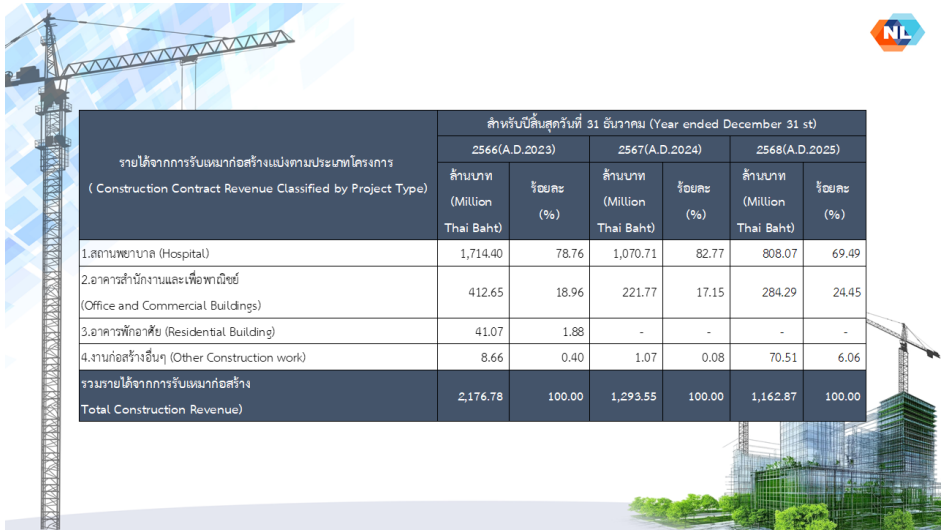 NL
สำหรับปีสิ้นสุดวันที่ 31 ธันวาคม (Year ended December 31 st)
รายได้จากการรับเหมาก่อสร้างแบ่งตามประเภทโครงการ
( Construction Contract Revenue Classified by Project Type)
2566(A.D.2023) 2567(A.D.2024) 2568(A.D.2025)
ล้านบาท
(Million
Thai Baht)
ร้อยละ
(%)
ล้านบาท
(Million
Thai Baht)
ร้อยละ
(%)
ล้านบาท
(Million
Thai Baht)
ร้อยละ
(%)
1.สถานพยาบาล (Hospital) 1,714.40 78.76 1,070.71 82.77 808.07 69.49
2.อาคารสำนักงานและเพื่อพาณิชย์
(Office and Commercial Buildings) 412.65 18.96 221.77 17.15 284.29 24.45
3.อาคารพักอาศัย (Residential Building) 41.07 1.88 - - - -
4.งานก่อสร้างอื่นๆ (Other Construction work) 8.66 0.40 1.07 0.08 70.51 6.06
รวมรายได้จากการรับเหมาก่อสร้าง
Total Construction Revenue) 2,176.78 100.00 1,293.55 100.00 1,162.87 100.00